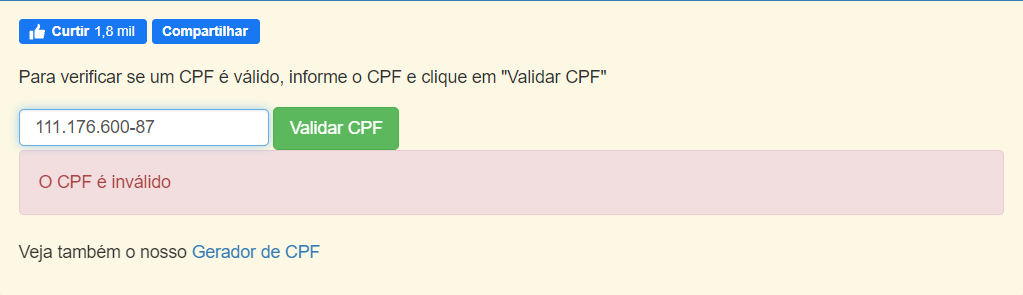 Curtir 1,8 mil Compartilhar
Para verificar se um CPF é válido, informe o CPF e clique em "Validar CPF"
111.176.600-87 Validar CPF
O CPF é inválido
Veja também o nosso Gerador de CPF